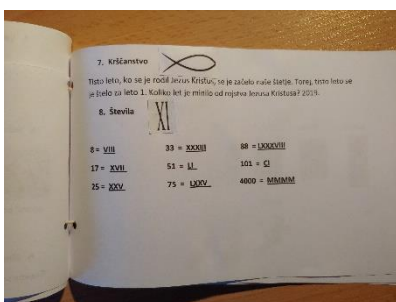 7. Krščanstvo
Tisto leto, ko se je rodil Jezus Kristus, se je začelo naše štetje. Torej, tisto leto se
je štelo za leto 1. Koliko let je minilo od rojstva Jezusa Kristusa? 2019.
8. Števila XI
8 = VIII 33 = XXXIII 88 = LXXXVIII
17 = XVII 51 = LI 101 = CI
25 = XXV 75 = LXXV 4000 = MMMM